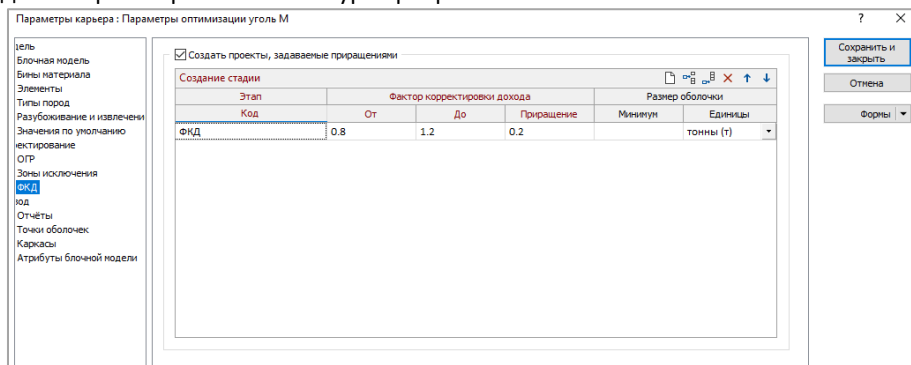 Параметры карьера : Параметры оптимизации уголь М
? X
Блочная модель
Бины материала
Элементы
Типы пород
Разубоживание и извлечени
Значения по умолчанию
ОГР
Зоны исключения
ФКД
Отчёты
Точки оболочек
Каркасы
Атрибуты блочной модели
Создать проекты, задаваемые приращениями
Создание стадии
Этап Фактор корректировки дохода Размер оболочки
Код От До Приращение Минимум Единицы
ФКД 0.8 1.2 0.2 тонны (т)
Сохранить и
закрыть
Отмена
Формы